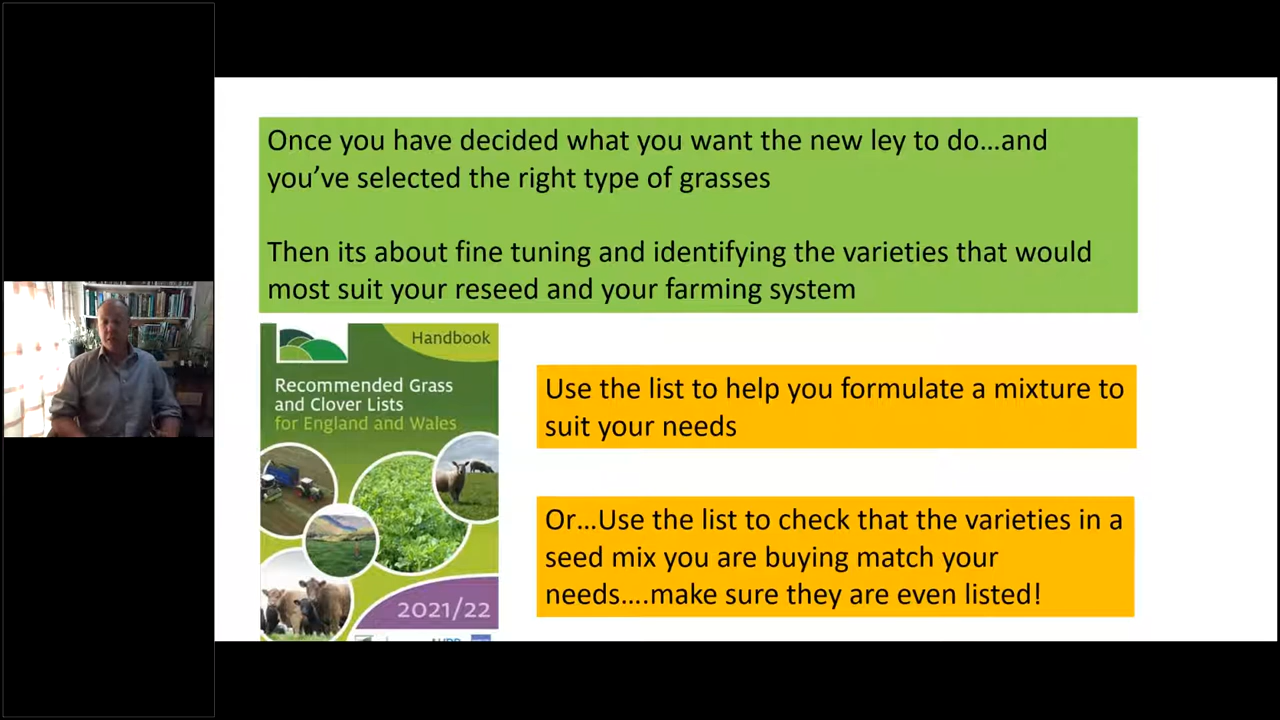 Once you have decided what you want the new ley to do…and
you’ve selected the right type of grasses
Then its about fine tuning and identifying the varieties that would
most suit your reseed and your farming system
Handbook
Recommended Grass
and Clover Lists
for England and Wales
2021/22
Use the list to help you formulate a mixture to
suit your needs
Or…Use the list to check that the varieties in a
seed mix you are buying match your
needs….make sure they are even listed!